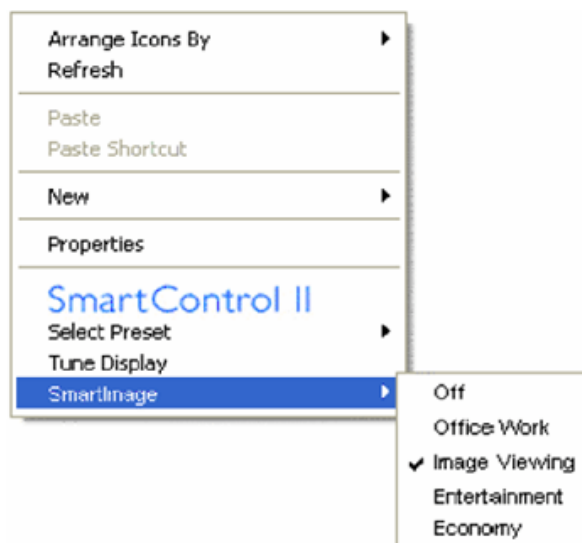 Arrange Icons By
Refresh
Paste
Paste Shortcut
New
Properties
SmartControl II
Select Preset
Tune Display
SmartImage
Off
Office Work
Image Viewing
Entertainment
Economy